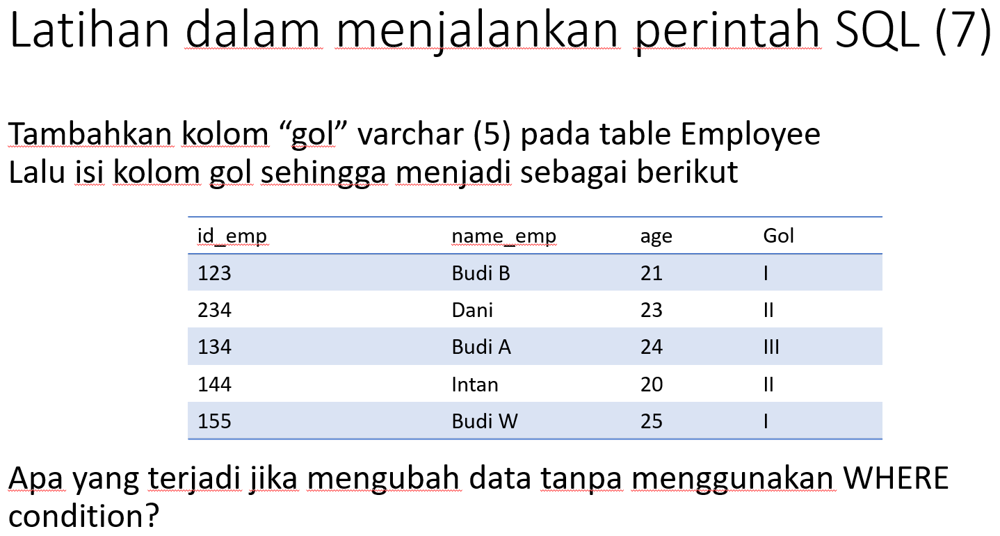 Latihan dalam menjalankan perintah SQL (7)
Tambahkan kolom “gol” varchar (5) pada table Employee
Lalu isi kolom gol sehingga menjadi sebagai berikut
id_emp name_emp age Gol
123 Budi B 21 I
234 Dani 23 II
134 Budi A 24 III
144 Intan 20 II
155 Budi W 25 I
Apa yang terjadi jika mengubah data tanpa menggunakan WHERE
condition?